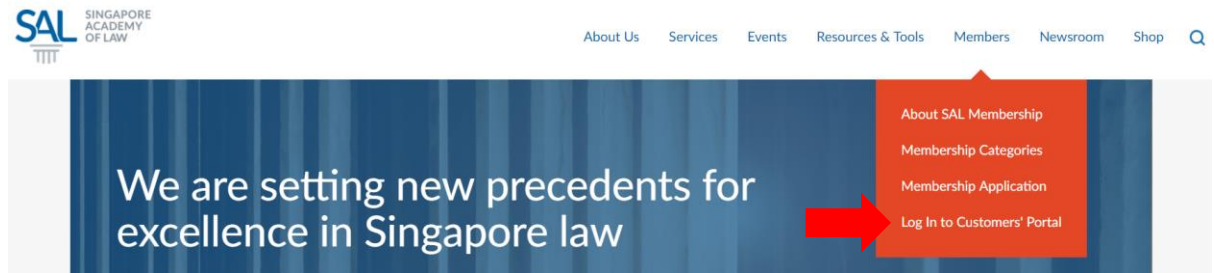 SAL
SINGAPORE
ACADEMY
OF LAW
About Us Services Events Resources & Tools Members Newsroom Shop
About SAL Membership
Membership Categories
Membership Application
Log In to Customers' Portal
We are setting new precedents for
excellence in Singapore law